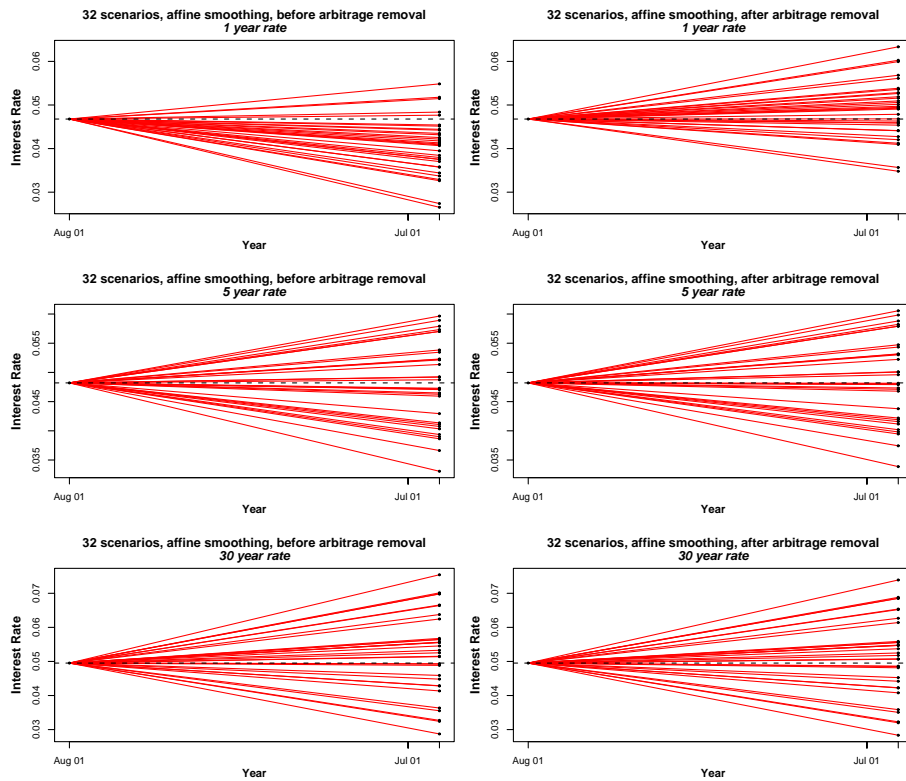 32 scenarios, affine smoothing, before arbitrage removal
1 year rate
Interest Rate
0.06
0.05
0.04
0.03
Aug 01
Jul 01
Year
32 scenarios, affine smoothing, after arbitrage removal
1 year rate
Interest Rate
0.06
0.05
0.04
0.03
Aug 01
Jul 01
Year
32 scenarios, affine smoothing, before arbitrage removal
5 year rate
Interest Rate
0.055
0.045
0.035
Aug 01
Jul 01
Year
32 scenarios, affine smoothing, after arbitrage removal
5 year rate
Interest Rate
0.055
0.045
0.035
Aug 01
Jul 01
Year
32 scenarios, affine smoothing, before arbitrage removal
30 year rate
Interest Rate
0.07
0.06
0.05
0.04
0.03
Aug 01
Jul 01
Year
32 scenarios, affine smoothing, after arbitrage removal
30 year rate
Interest Rate
0.07
0.06
0.05
0.04
0.03
Aug 01
Jul 01
Year